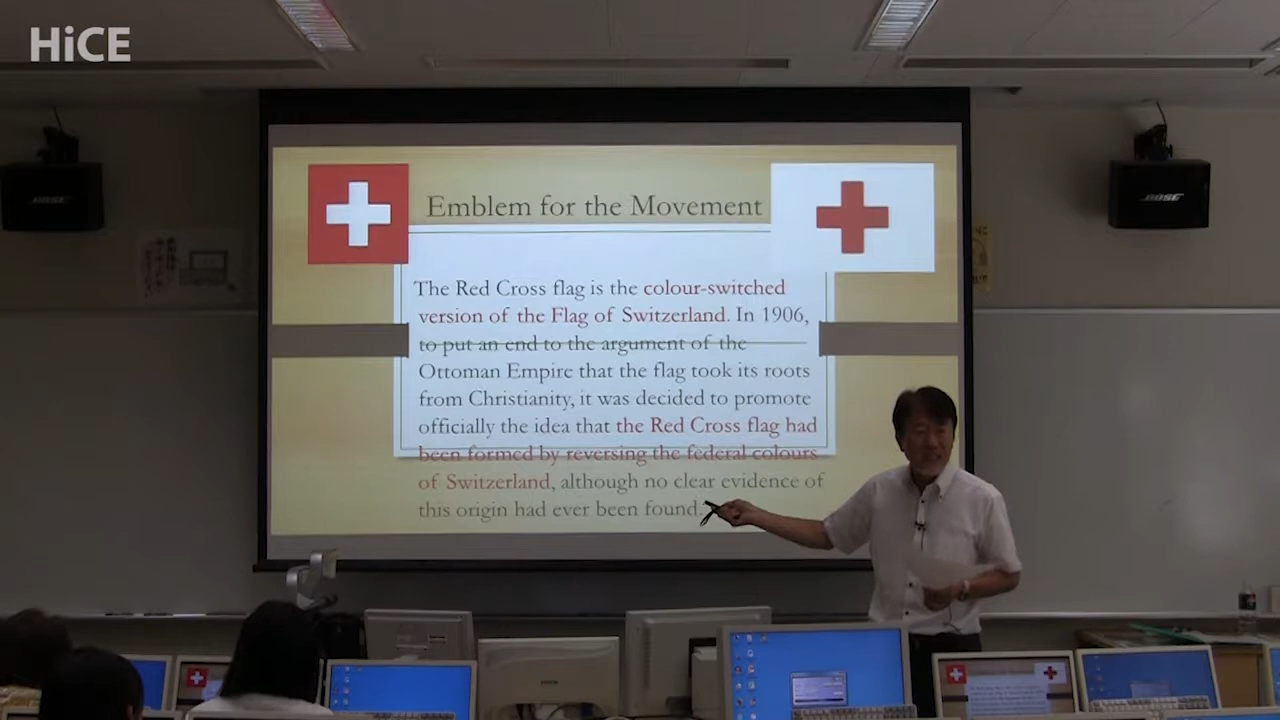 HiCE
Emblem for the Movement
The Red Cross flag is the colour-switched
version of the Flag of Switzerland. In 1906,
to put an end to the argument of the
Ottoman Empire that the flag took its roots
from Christianity, it was decided to promote
officially the idea that the Red Cross flag had
been formed by reversing the federal colours
of Switzerland, although no clear evidence of
this origin had ever been found.
BOSE
BOSE